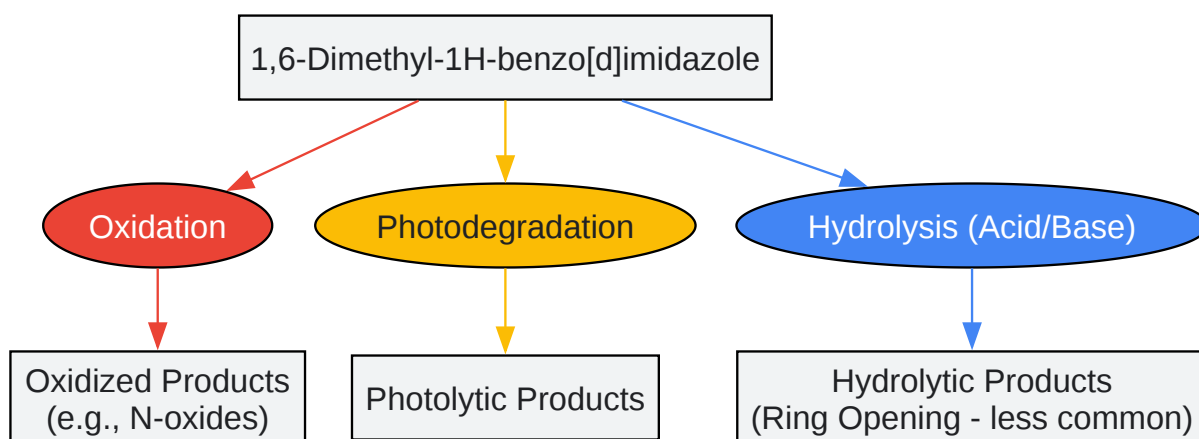 1,6-Dimethyl-1H-benzo[d]imidazole
Oxidation
Photodegradation
Hydrolysis (Acid/Base)
Oxidized Products
(e.g., N-oxides)
Photolytic Products
Hydrolytic Products
(Ring Opening - less common)